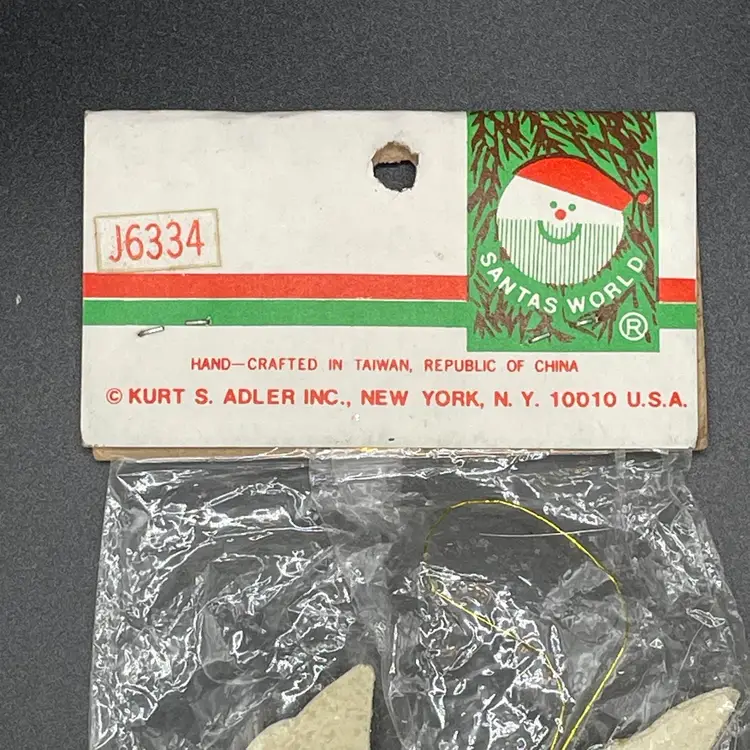 J6334
SANTAS WORLD
®
HAND-CRAFTED IN TAIWAN, REPUBLIC OF CHINA
© KURT S. ADLER INC., NEW YORK, N. Y. 10010 U.S.A.